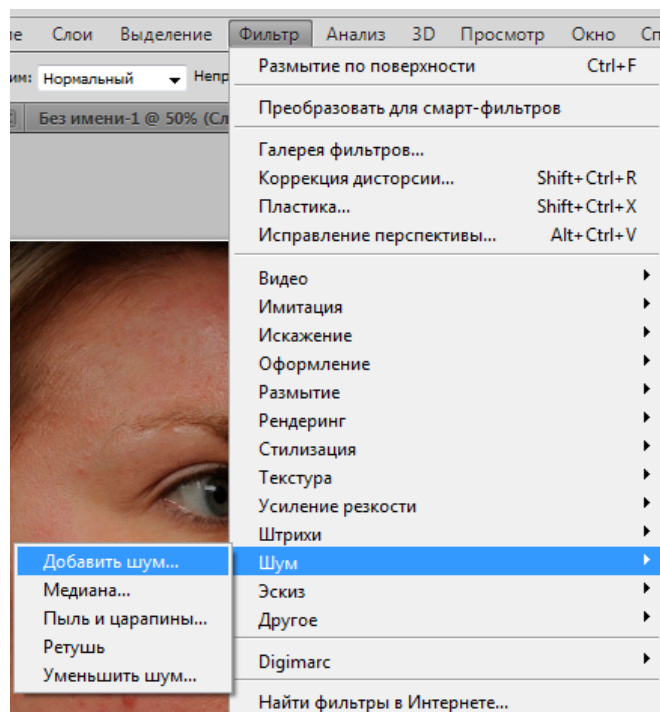 Слои Выделение Фильтр Анализ 3D Просмотр Окно
Нормальный
Без имени-1 @ 50%
Размытие по поверхности Ctrl+F
Преобразовать для смарт-фильтров
Галерея фильтров...
Коррекция дисторсии... Shift+Ctrl+R
Пластика... Shift+Ctrl+X
Исправление перспективы... Alt+Ctrl+V
Видео
Имитация
Искажение
Оформление
Размытие
Рендеринг
Стилизация
Текстура
Усиление резкости
Штрихи
Шум
Эскиз
Другое
Digimarc
Найти фильтры в Интернете...
Добавить шум...
Медиана...
Пыль и царапины...
Ретушь
Уменьшить шум...